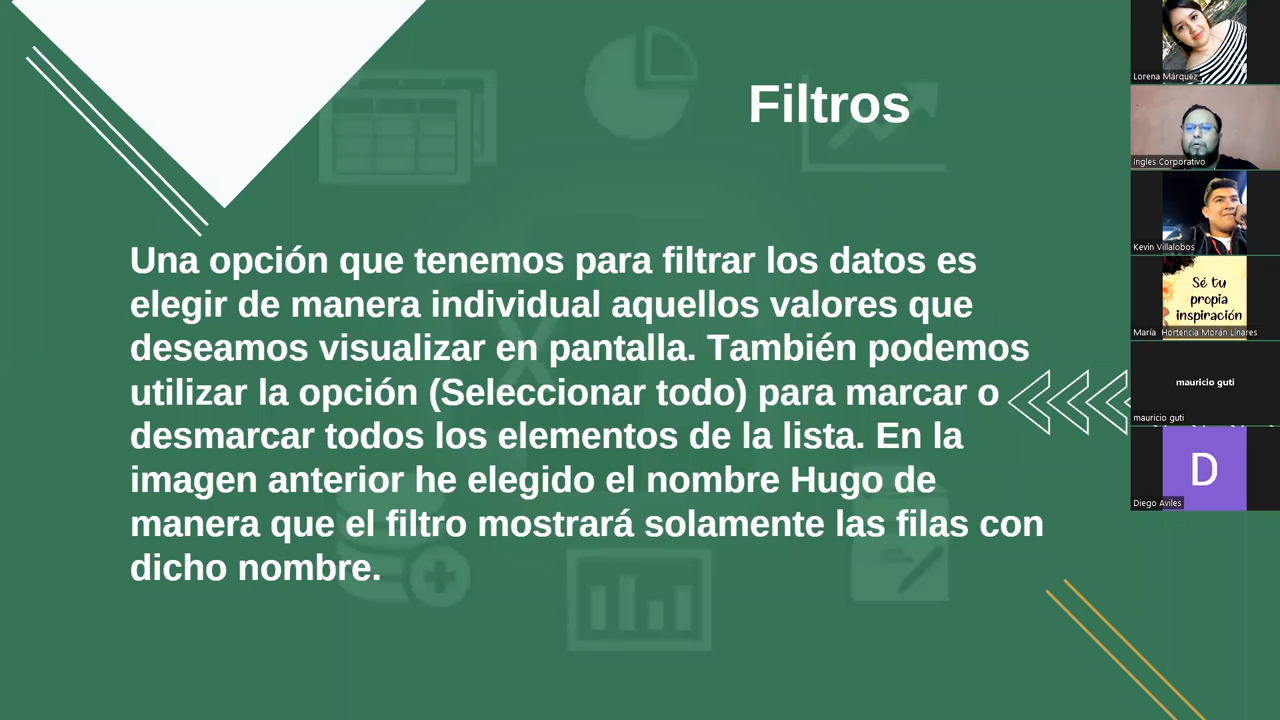 Filtros
Una opción que tenemos para filtrar los datos es
elegir de manera individual aquellos valores que
deseamos visualizar en pantalla. También podemos
utilizar la opción (Seleccionar todo) para marcar o
desmarcar todos los elementos de la lista. En la
imagen anterior he elegido el nombre Hugo de
manera que el filtro mostrará solamente las filas con
dicho nombre.
Lorena Márquez
Ingles Corporativo
Kevin Villalobos
Sé tu
propia
inspiración
María Hortencia Morán Linares
mauricio guti
mauricio guti
D
Diego Aviles